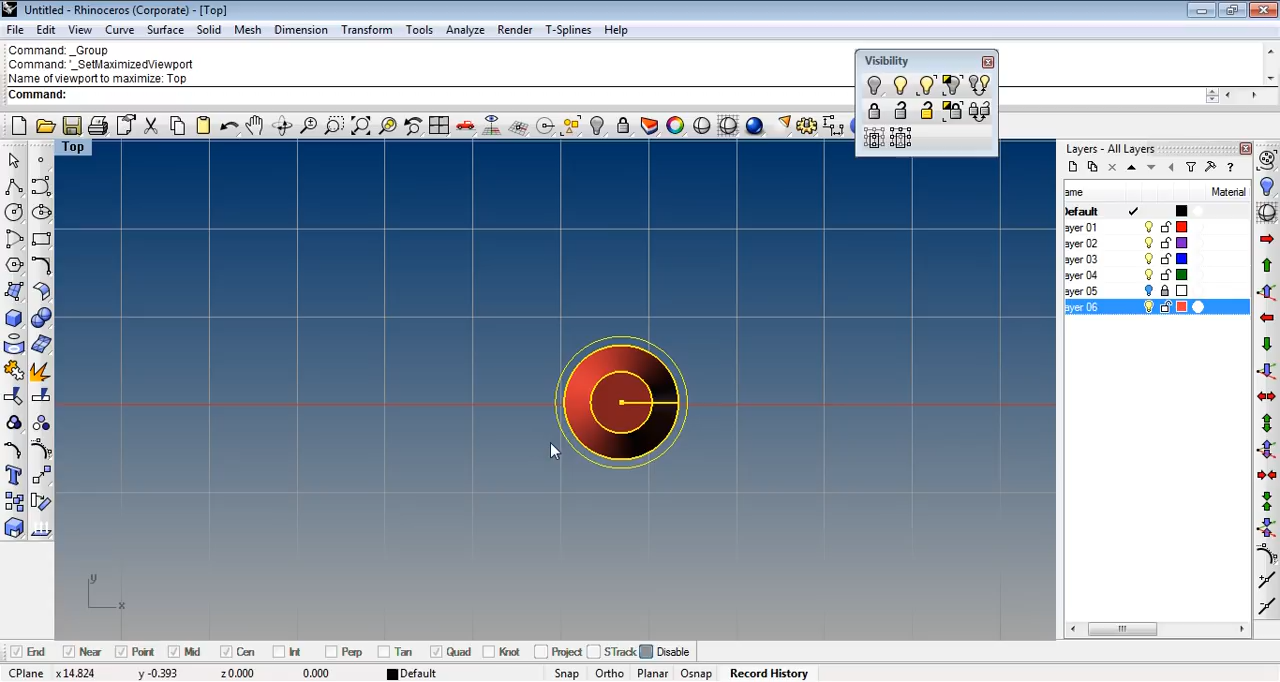 Untitled - Rhinoceros (Corporate) - [Top]
File Edit View Curve Surface Solid Mesh Dimension Transform Tools Analyze Render T-Splines Help
Command: _Group
Command: '_SetMaximizedViewport
Name of viewport to maximize: Top
Command:
Visibility
Top
Layers - All Layers
ame Material
Default
ayer 01
ayer 02
ayer 03
ayer 04
ayer 05
ayer 06
y
x
End Near Point Mid Cen Int Perp Tan Quad Knot Project STrack Disable
CPlane x 14.824 y -0.393 z 0.000 0.000 Default Snap Ortho Planar Osnap Record History